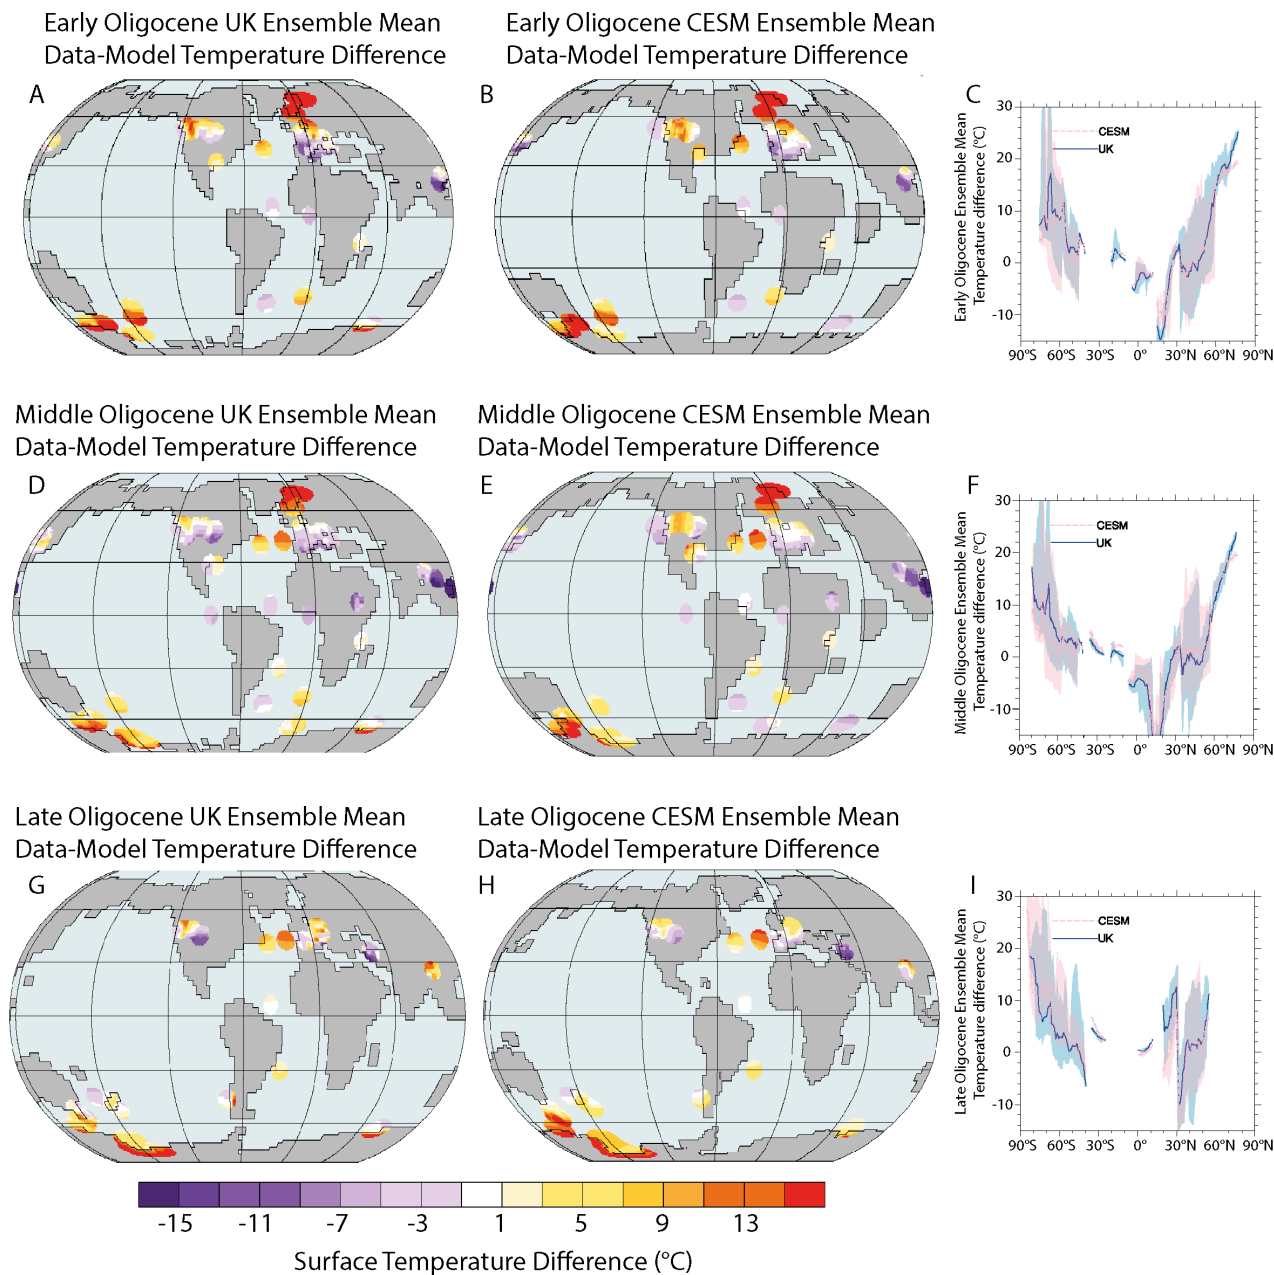 Early Oligocene UK Ensemble Mean
Data-Model Temperature Difference
Early Oligocene CESM Ensemble Mean
Data-Model Temperature Difference
A
B
C
30
20
10
0
-10
Early Oligocene Ensemble Mean
Temperature difference (°C)
CESM
UK
90°S 60°S 30°S 0° 30°N 60°N 90°N
Middle Oligocene UK Ensemble Mean
Data-Model Temperature Difference
Middle Oligocene CESM Ensemble Mean
Data-Model Temperature Difference
D
E
F
30
20
10
0
-10
Middle Oligocene Ensemble Mean
Temperature difference (°C)
CESM
UK
90°S 60°S 30°S 0° 30°N 60°N 90°N
Late Oligocene UK Ensemble Mean
Data-Model Temperature Difference
Late Oligocene CESM Ensemble Mean
Data-Model Temperature Difference
G
H
I
30
20
10
0
-10
Late Oligocene Ensemble Mean
Temperature difference (°C)
CESM
UK
90°S 60°S 30°S 0° 30°N 60°N 90°N
-15 -11 -7 -3 1 5 9 13
Surface Temperature Difference (°C)